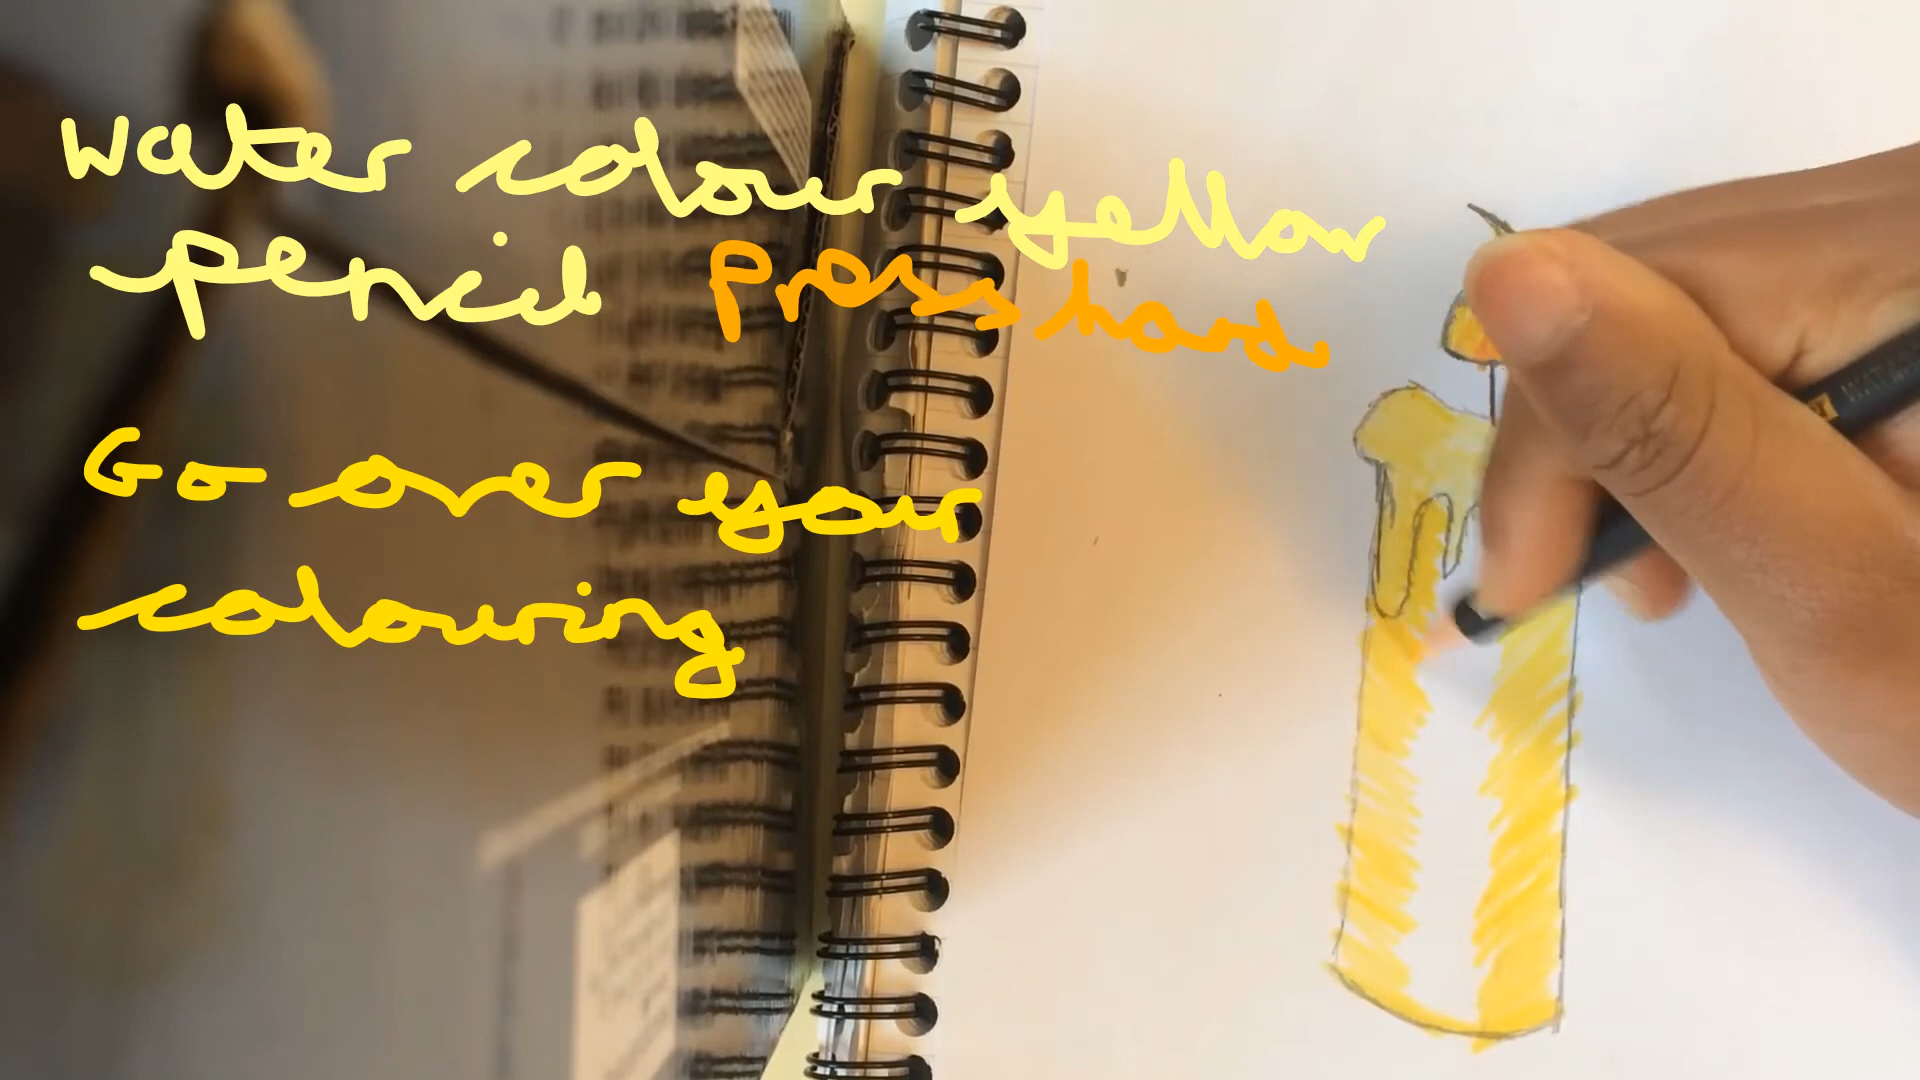 water colour yellow
pencil press hard
Go over your
colouring